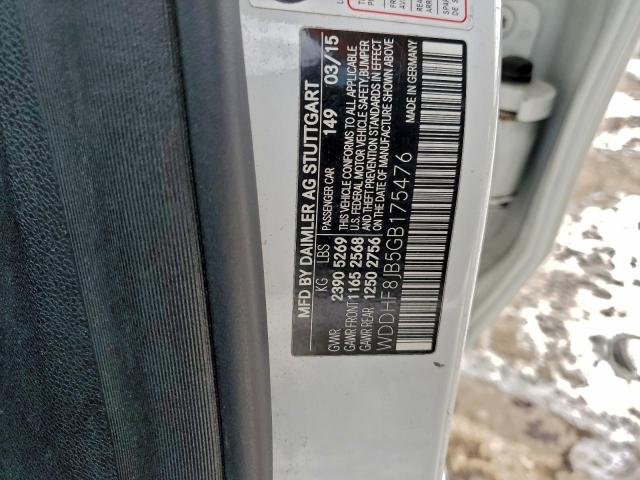 MFD BY DAIMLER AG STUTTGART
KG LBS PASSENGER CAR 149 03/15
GVWR 2390 5269 THIS VEHICLE CONFORMS TO ALL APPLICABLE
GAWR FRONT 1165 2568 U.S. FEDERAL MOTOR VEHICLE SAFETY, BUMPER
GAWR REAR 1250 2756 AND THEFT PREVENTION STANDARDS IN EFFECT
ON THE DATE OF MANUFACTURE SHOWN ABOVE
WDDHF8JB5GB175476 MADE IN GERMANY